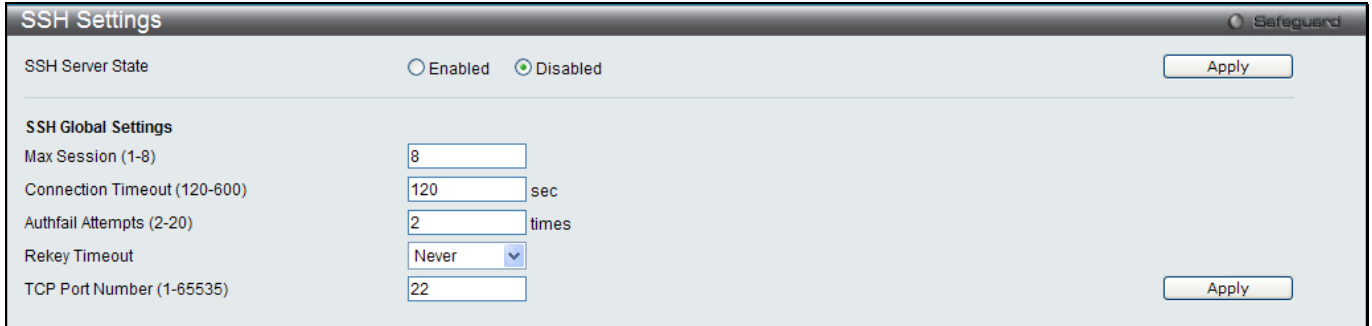 SSH Settings
Safeguard
SSH Server State Enabled Disabled Apply
SSH Global Settings
Max Session (1-8) 8
Connection Timeout (120-600) 120 sec
Authfail Attempts (2-20) 2 times
Rekey Timeout Never
TCP Port Number (1-65535) 22 Apply